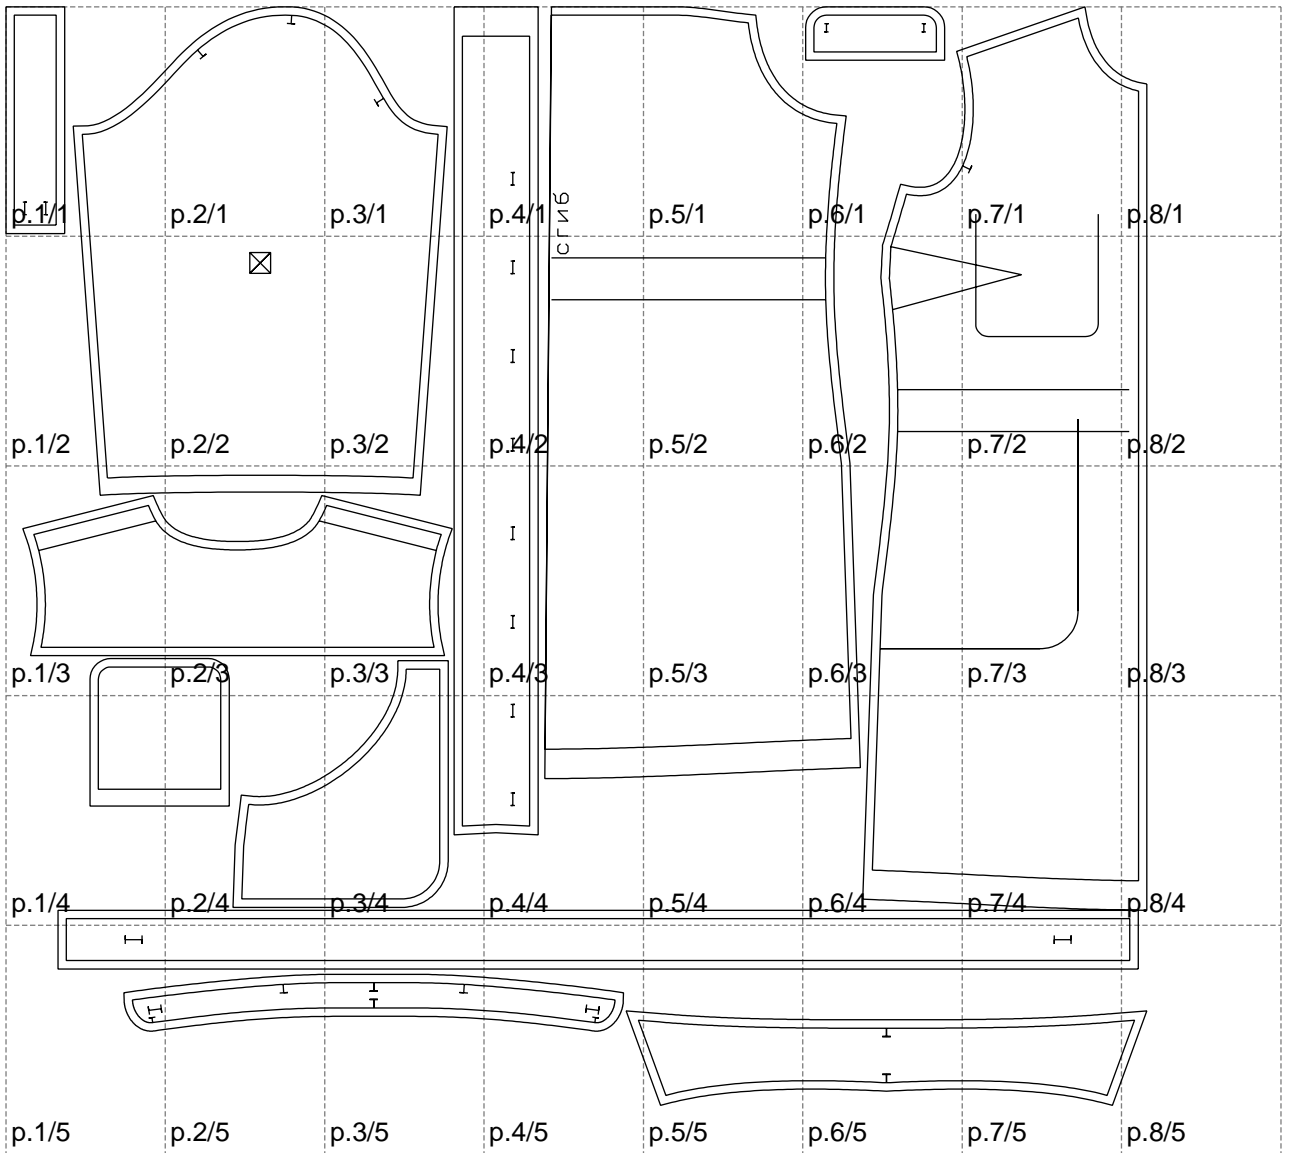 сгиб
p.1/1 p.2/1 p.3/1 p.4/1 p.5/1 p.6/1 p.7/1 p.8/1
p.1/2 p.2/2 p.3/2 p.4/2 p.5/2 p.6/2 p.7/2 p.8/2
p.1/3 p.2/3 p.3/3 p.4/3 p.5/3 p.6/3 p.7/3 p.8/3
p.1/4 p.2/4 p.3/4 p.4/4 p.5/4 p.6/4 p.7/4 p.8/4
p.1/5 p.2/5 p.3/5 p.4/5 p.5/5 p.6/5 p.7/5 p.8/5